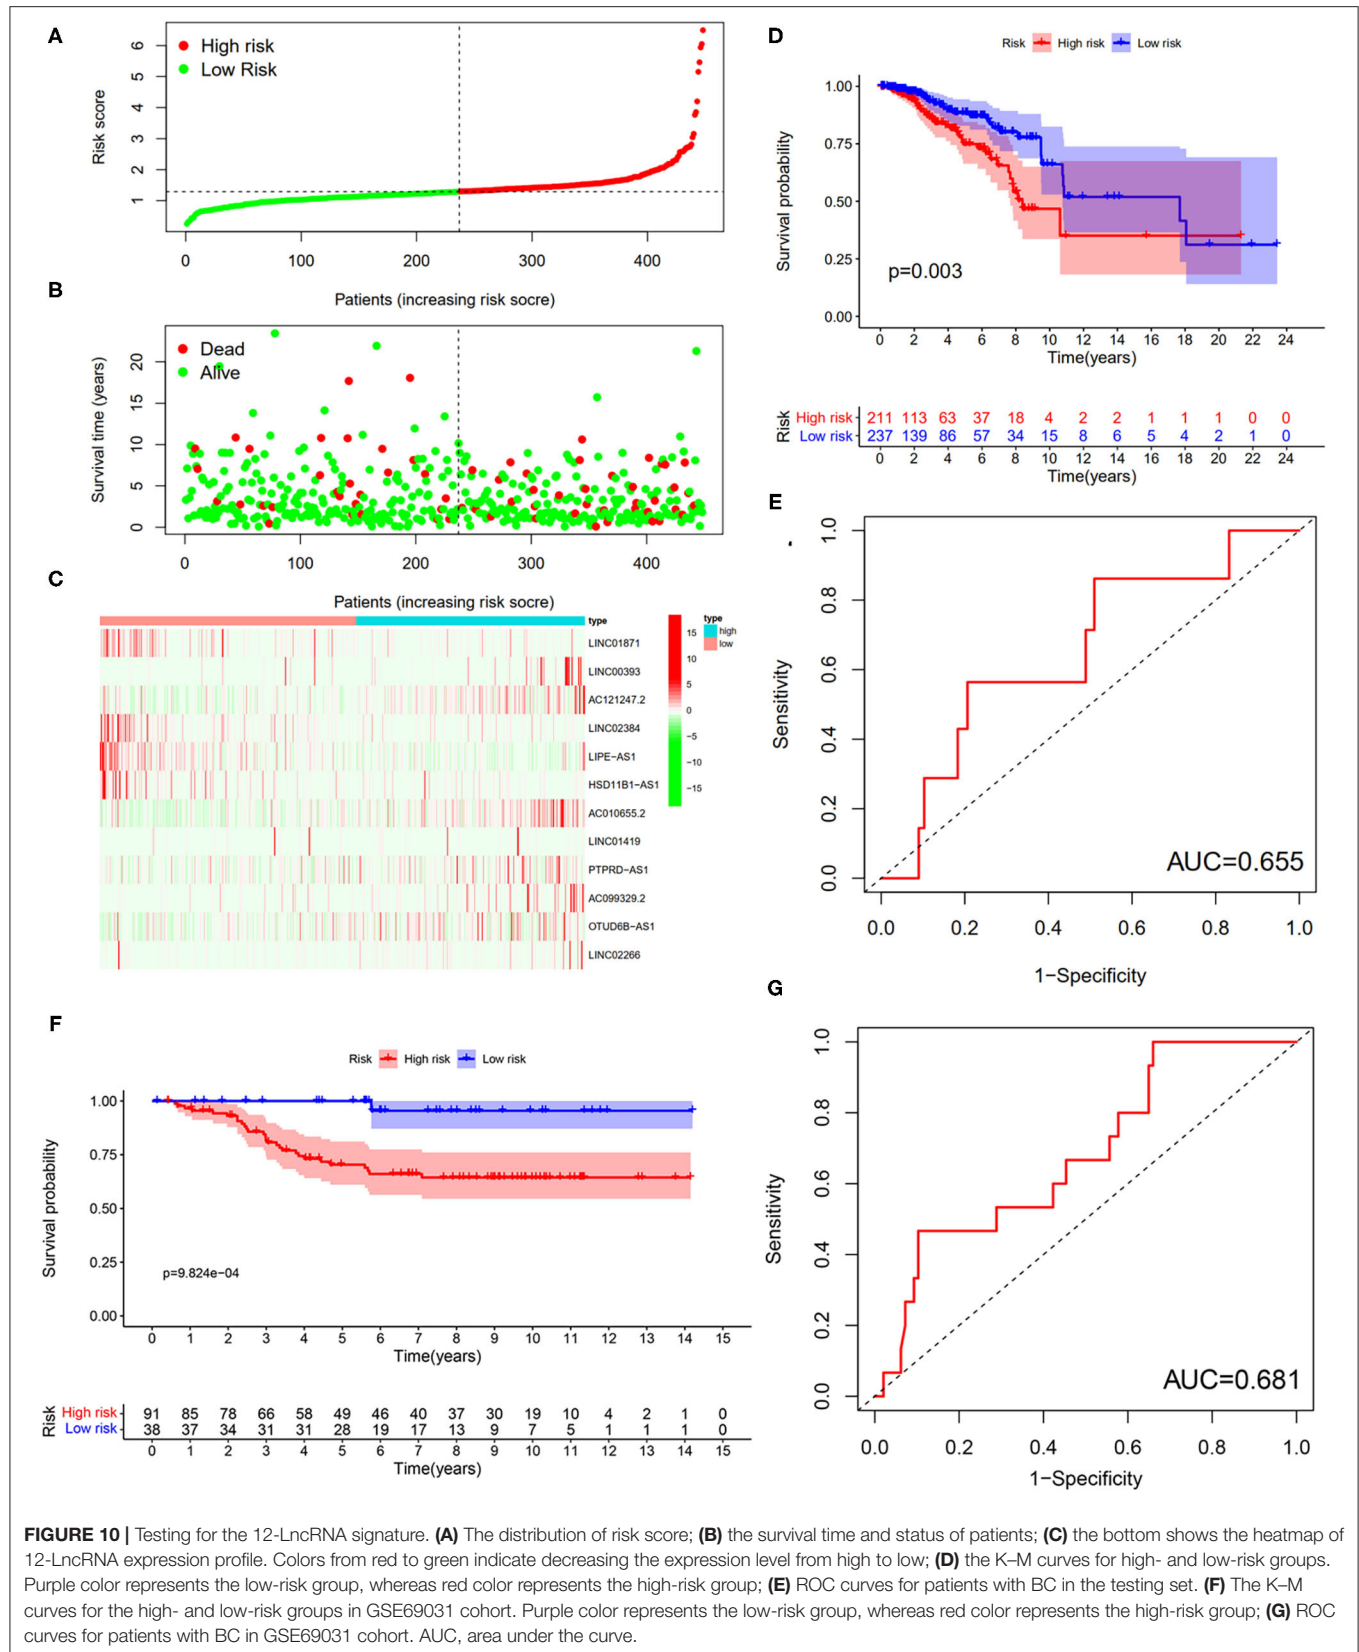 A
High risk
Low Risk
Risk score
6
5
4
3
2
1
0 100 200 300 400
Patients (increasing risk socre)
B
Dead
Alive
Survival time (years)
20
15
10
5
0
0 100 200 300 400
Patients (increasing risk socre)
C
type
LINC01871
LINC00393
AC121247.2
LINC02384
LIPE−AS1
HSD11B1−AS1
AC010655.2
LINC01419
PTPRD−AS1
AC099329.2
OTUD6B−AS1
LINC02266
15
10
5
0
−5
−10
−15
type
high
low
D
Risk High risk Low risk
Survival probability
1.00
0.75
0.50
0.25
0.00
p=0.003
0 2 4 6 8 10 12 14 16 18 20 22 24
Time(years)
Risk
High risk 211 113 63 37 18 4 2 2 1 1 1 0 0
Low risk 237 139 86 57 34 15 8 6 5 4 2 1 0
0 2 4 6 8 10 12 14 16 18 20 22 24
Time(years)
E
Sensitivity
1.0
0.8
0.6
0.4
0.2
0.0
AUC=0.655
0.0 0.2 0.4 0.6 0.8 1.0
1−Specificity
F
Risk High risk Low risk
Survival probability
1.00
0.75
0.50
0.25
0.00
p=9.824e−04
0 1 2 3 4 5 6 7 8 9 10 11 12 13 14 15
Time(years)
Risk
High risk 91 85 78 66 58 49 46 40 37 30 19 10 4 2 1 0
Low risk 38 37 34 31 31 28 19 17 13 9 7 5 1 1 1 0
0 1 2 3 4 5 6 7 8 9 10 11 12 13 14 15
Time(years)
G
Sensitivity
1.0
0.8
0.6
0.4
0.2
0.0
AUC=0.681
0.0 0.2 0.4 0.6 0.8 1.0
1−Specificity
FIGURE 10 | Testing for the 12-LncRNA signature. (A) The distribution of risk score; (B) the survival time and status of patients; (C) the bottom shows the heatmap of
12-LncRNA expression profile. Colors from red to green indicate decreasing the expression level from high to low; (D) the K–M curves for high- and low-risk groups.
Purple color represents the low-risk group, whereas red color represents the high-risk group; (E) ROC curves for patients with BC in the testing set. (F) The K–M
curves for the high- and low-risk groups in GSE69031 cohort. Purple color represents the low-risk group, whereas red color represents the high-risk group; (G) ROC
curves for patients with BC in GSE69031 cohort. AUC, area under the curve.